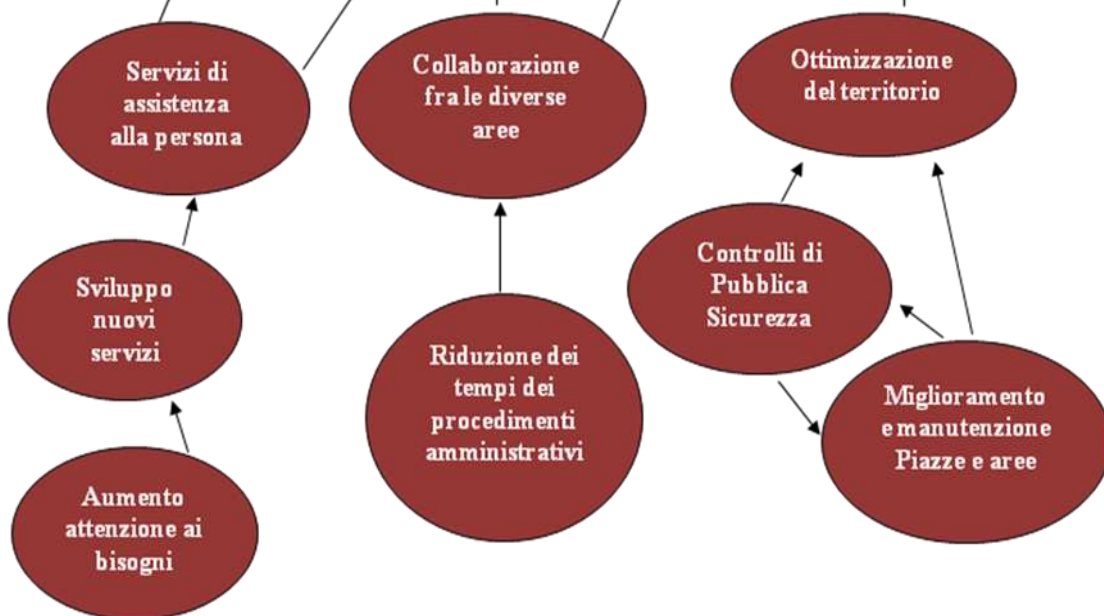 Servizi di
assistenza
alla persona
Collaborazione
fra le diverse
aree
Ottimizzazione
del territorio
Sviluppo
nuovi
servizi
Riduzione dei
tempi dei
procedimenti
amministrativi
Controlli di
Pubblica
Sicurezza
Miglioramento
e manutenzione
Piazze e aree
Aumento
attenzione ai
bisogni